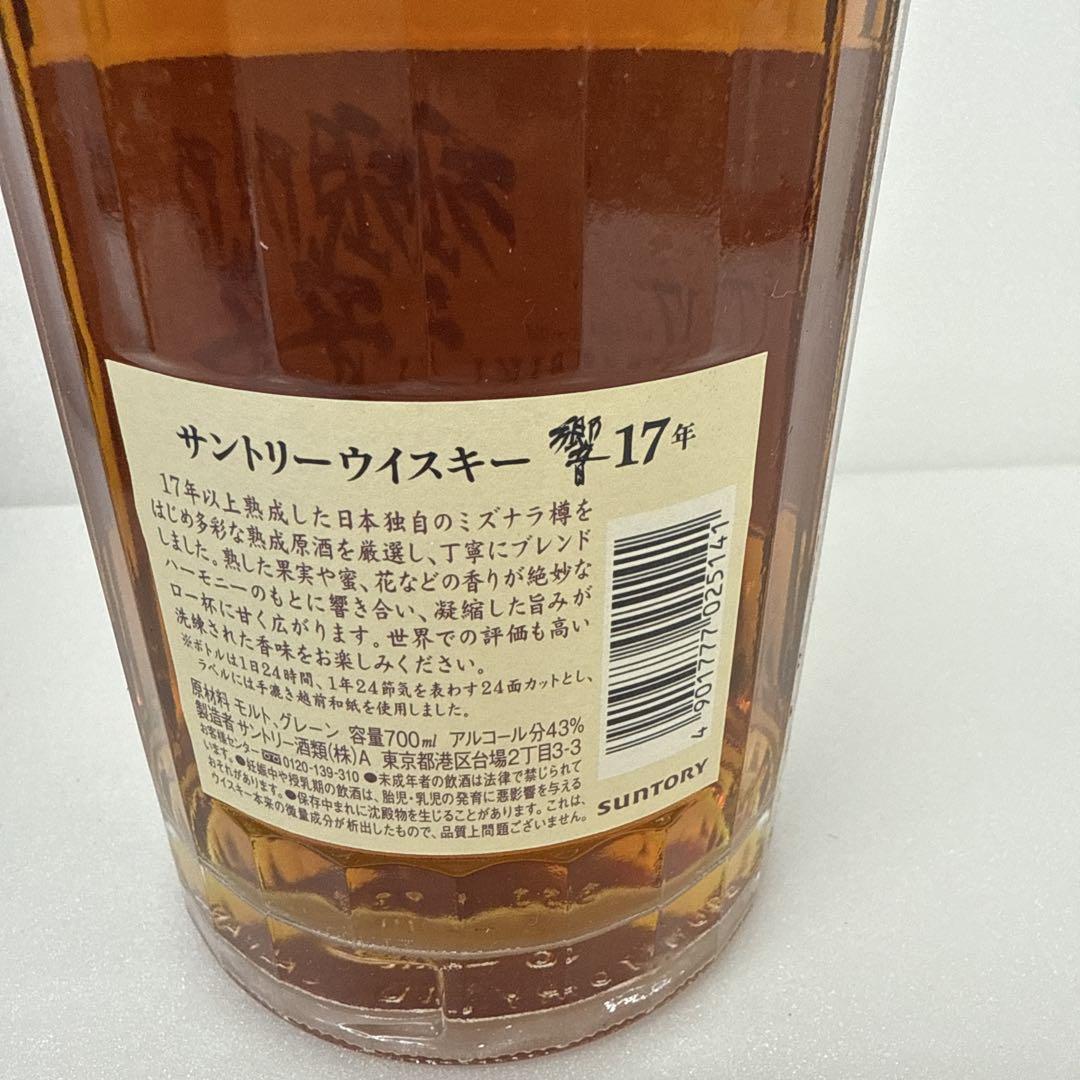 サントリーウイスキー 響 17年
17年以上熟成した日本独自のミズナラ樽を
はじめ多彩な熟成原酒を厳選し、丁寧にブレンド
しました。熟した果実や蜜、花などの香りが絶妙な
ハーモニーのもとに響き合い、凝縮した旨みが
口一杯に甘く広がります。世界での評価も高い
洗練された香味をお楽しみください。
※ボトルは1日24時間、1年24節気を表わす24面カットとし、
ラベルには手漉き越前和紙を使用しました。
原材料 モルト、グレーン 容量700ml アルコール分43%
製造者 サントリー酒類(株)A 東京都港区台場2丁目3-3
お客様センター 0120-139-310 ●未成年者の飲酒は法律で禁じられて
います。●妊娠中や授乳期の飲酒は、胎児・乳児の発育に悪影響を与える
おそれがあります。●保存中まれに沈殿物を生じることがあります。これは、
ウイスキー本来の微量成分が析出したもので、品質上問題ございません。
4 901777 025141
SUNTORY